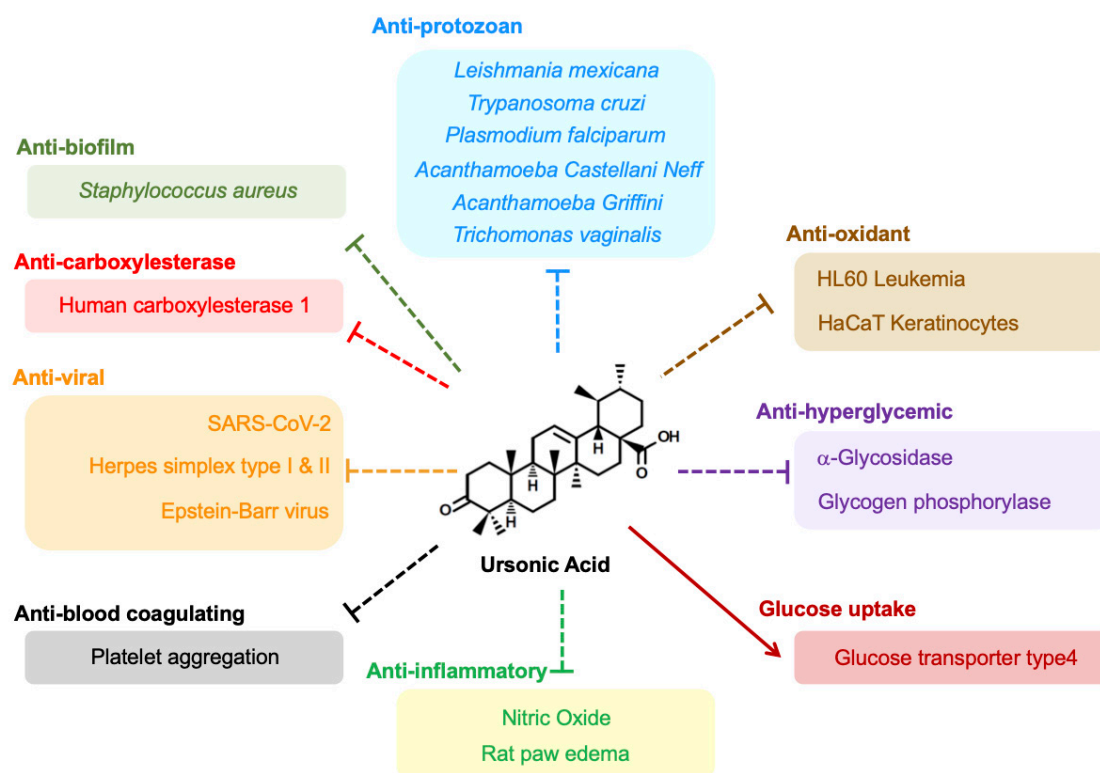 Anti-protozoan
Leishmania mexicana
Trypanosoma cruzi
Plasmodium falciparum
Acanthamoeba Castellani Neff
Acanthamoeba Griffini
Trichomonas vaginalis
Anti-biofilm
Staphylococcus aureus
Anti-carboxylesterase
Human carboxylesterase 1
Anti-viral
SARS-CoV-2
Herpes simplex type I & II
Epstein-Barr virus
Anti-blood coagulating
Platelet aggregation
Anti-oxidant
HL60 Leukemia
HaCaT Keratinocytes
Anti-hyperglycemic
α-Glycosidase
Glycogen phosphorylase
Glucose uptake
Glucose transporter type4
OH
O
H
H
H
O
Ursonic Acid
Anti-inflammatory
Nitric Oxide
Rat paw edema